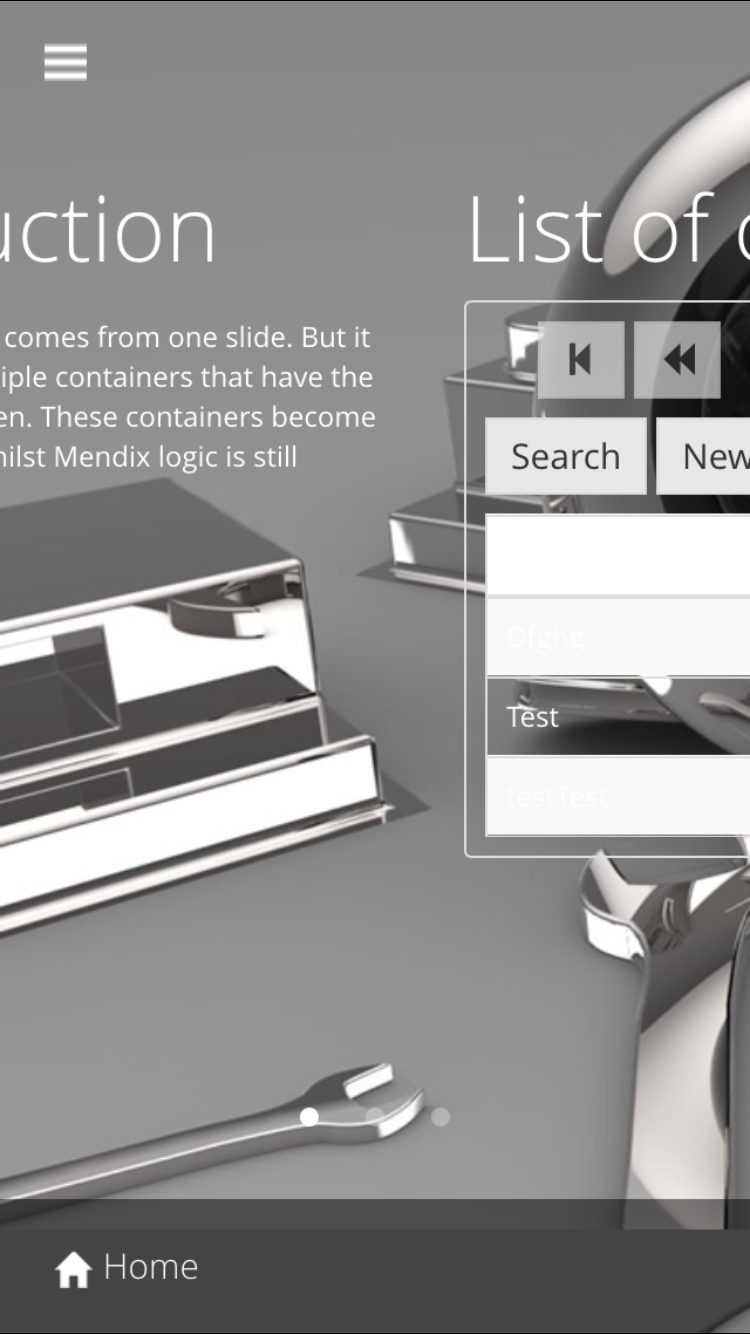 uction
comes from one slide. But it
iple containers that have the
en. These containers become
hilst Mendix logic is still
List of
Search
New
Dfghg
Test
testTest
Home